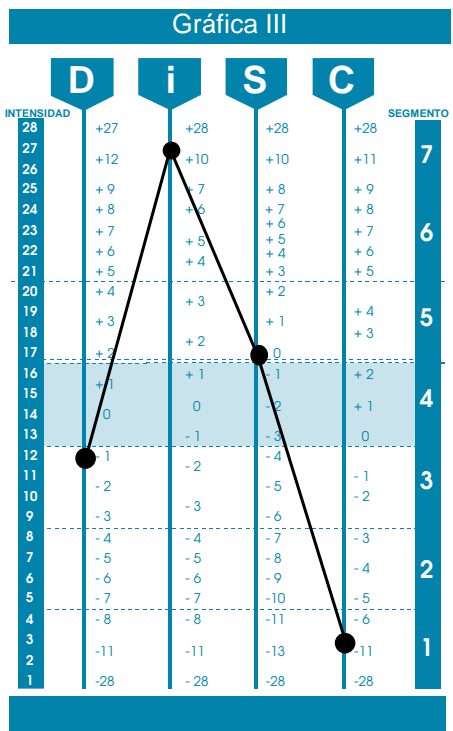 Gráfica III
D i S C
INTENSIDAD SEGMENTO
28 +27 +28 +28 +28
27 +12 +10 +10 +11 7
26
25 + 9 + 7 + 8 + 9
24 + 8 + 6 + 7 + 8
+ 6
23 + 7 + 5 + 5 + 7 6
22 + 6 + 4 + 4 + 6
21 + 5 + 3 + 5
20 + 4 + 3 + 2
19 + 4
18 + 3 + 2 + 1 + 3 5
17 + 2 0
16 + 1 + 1 - 1 + 2
15
14 0 0 - 2 + 1 4
13 - 1 - 3 0
12 - 1 - 2 - 4
11 - 2 - 5 - 1 3
10 - 3 - 2
9 - 3 - 6
8 - 4 - 4 - 7 - 3
7 - 5 - 5 - 8 - 4 2
6 - 6 - 6 - 9
5 - 7 - 7 -10 - 5
4 - 8 - 8 -11 - 6
3 -11 -11 -13 -11 1
2
1 -28 - 28 -28 -28